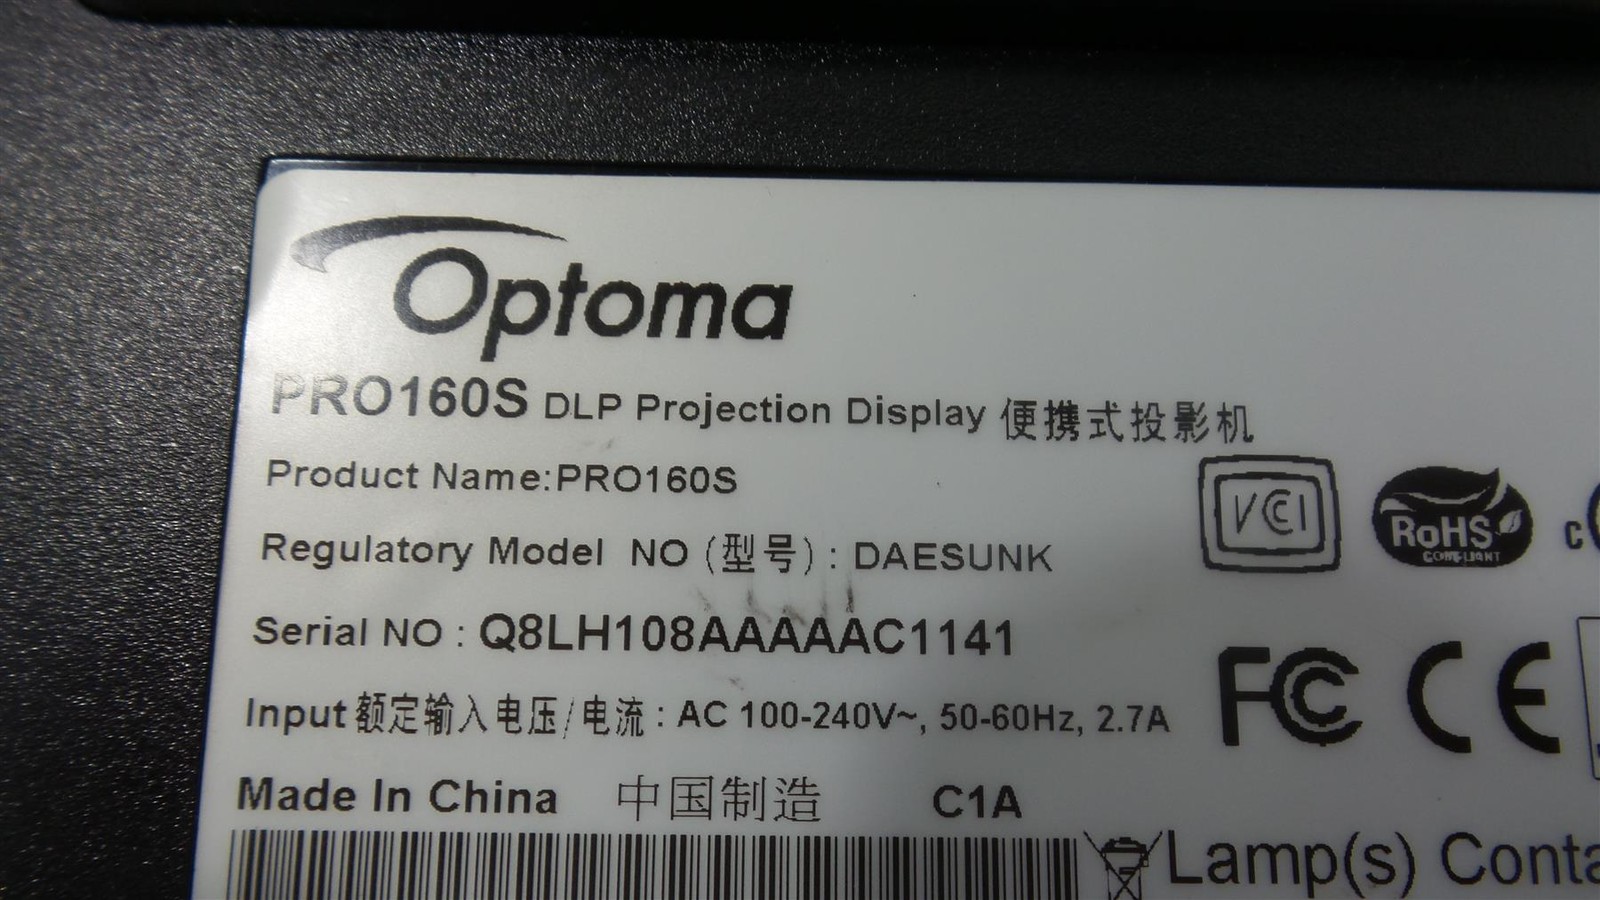 Optoma
PRO160S DLP Projection Display 便携式投影机
Product Name:PRO160S
Regulatory Model NO (型号) : DAESUNK
VCCI
RoHS
COMPLIANT
C
Serial NO : Q8LH108AAAAAC1141
FC CE
Input 额定输入电压/电流 : AC 100-240V~, 50-60Hz, 2.7A
Made In China 中国制造 C1A
Lamp(s) Conta